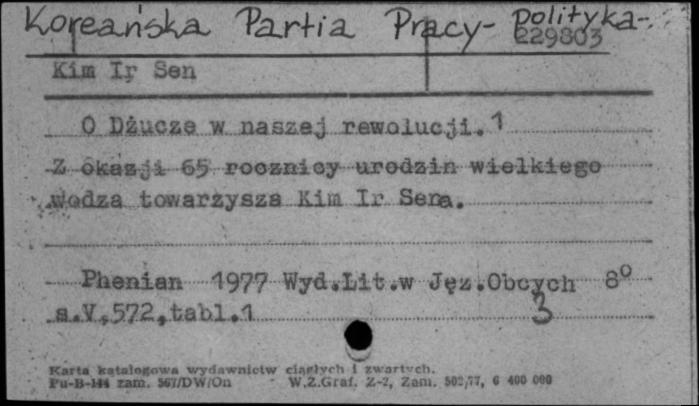 Koreańska Partia Pracy - polityka -
229803
Kim Ir Sen
O Dżucze w naszej rewolucji. 1
Z okazji 65 rocznicy urodzin wielkiego
wodza towarzysza Kim Ir Sena.
Phenian 1977 Wyd.Lit.w Jęz.Obcych 8°
s.V,572,tabl.1 3
Karta katalogowa wydawnictw ciągłych i zwartych.
Pu-B-144 zam. 567/DW/On W.Z.Graf. Z-2, Zam. 502/77, 6 400 000